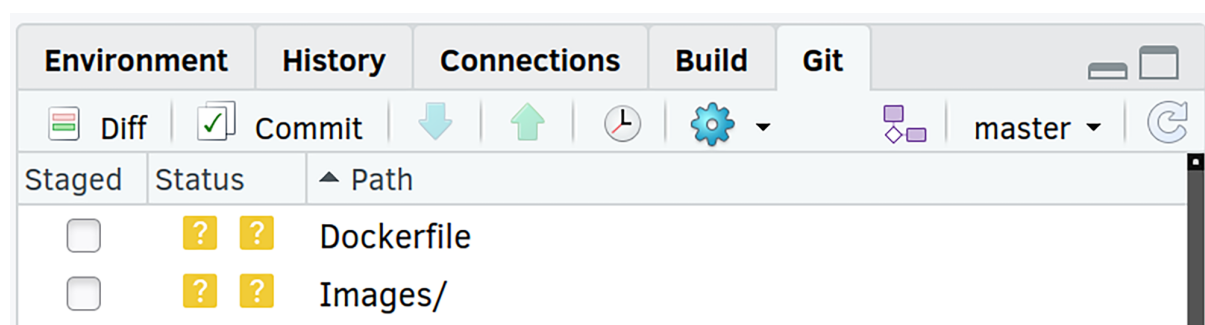 Environment History Connections Build Git
Diff Commit master
Staged Status Path
? ? Dockerfile
? ? Images/